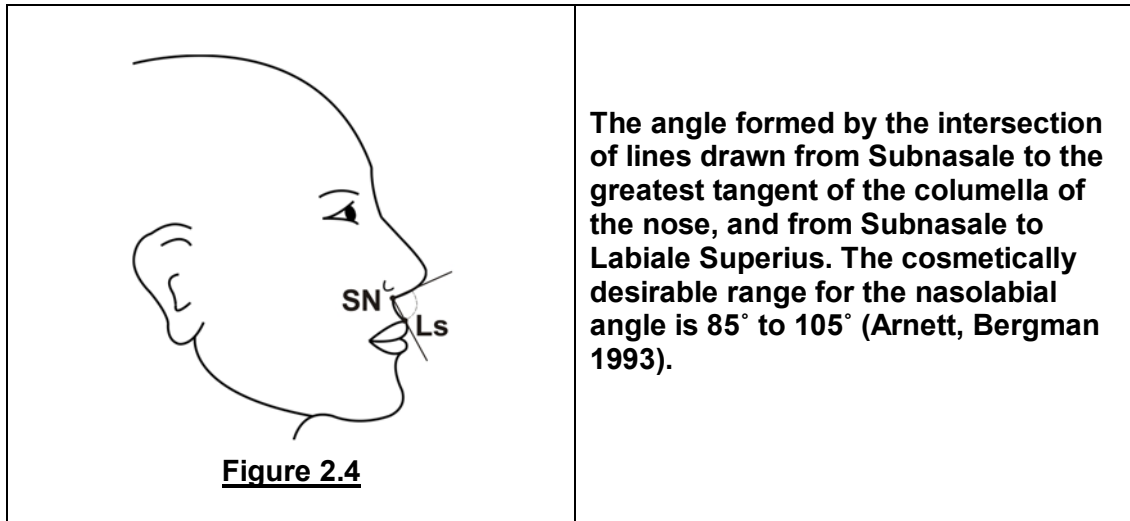 SN
Ls
Figure 2.4
The angle formed by the intersection
of lines drawn from Subnasale to the
greatest tangent of the columella of
the nose, and from Subnasale to
Labiale Superius. The cosmetically
desirable range for the nasolabial
angle is 85˚ to 105˚ (Arnett, Bergman
1993).